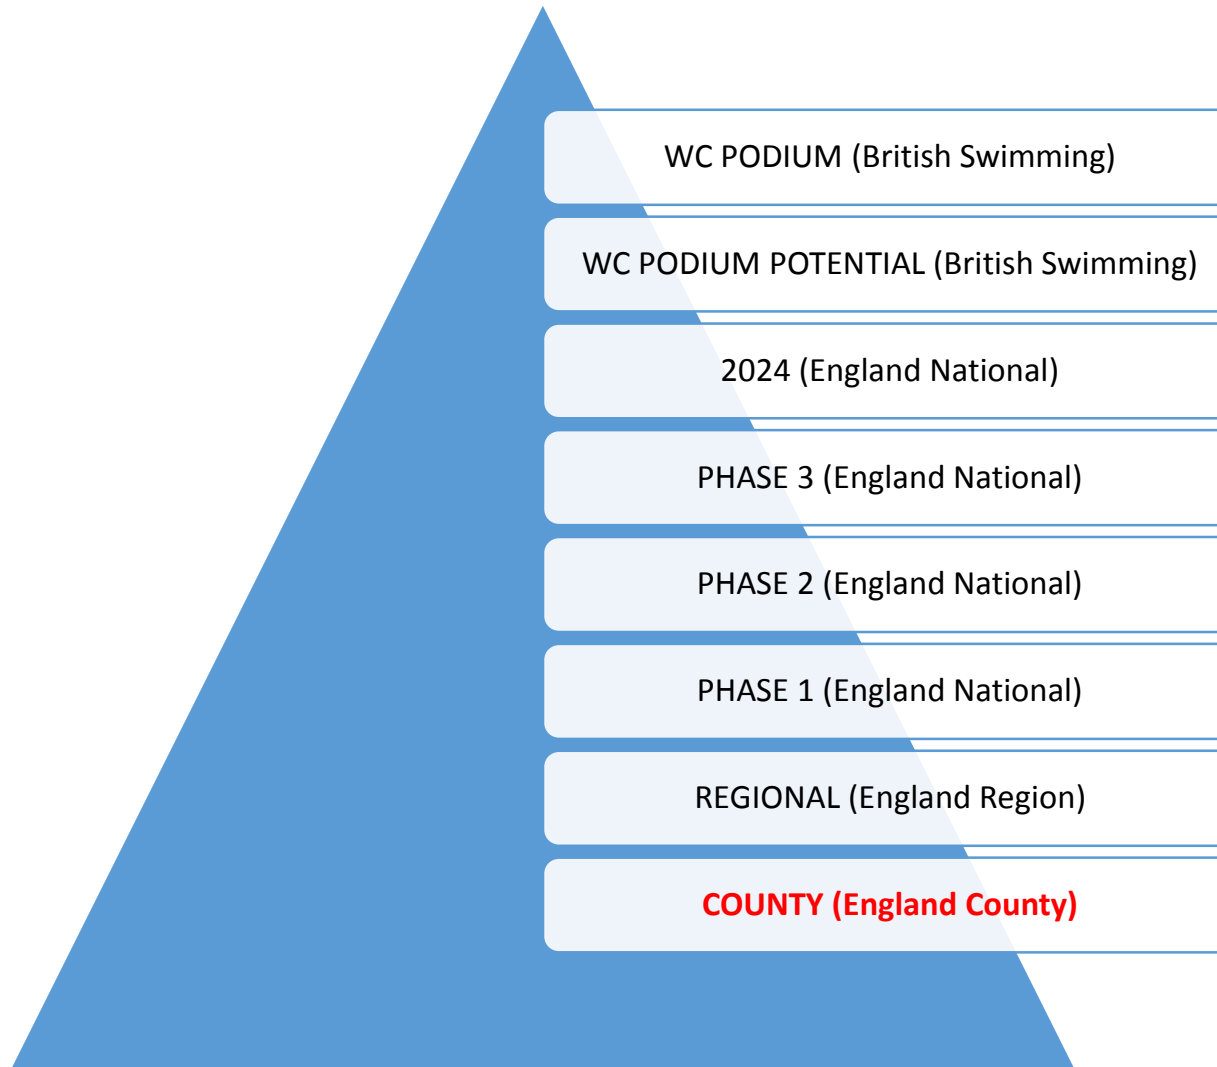 WC PODIUM (British Swimming)
WC PODIUM POTENTIAL (British Swimming)
2024 (England National)
PHASE 3 (England National)
PHASE 2 (England National)
PHASE 1 (England National)
REGIONAL (England Region)
COUNTY (England County)